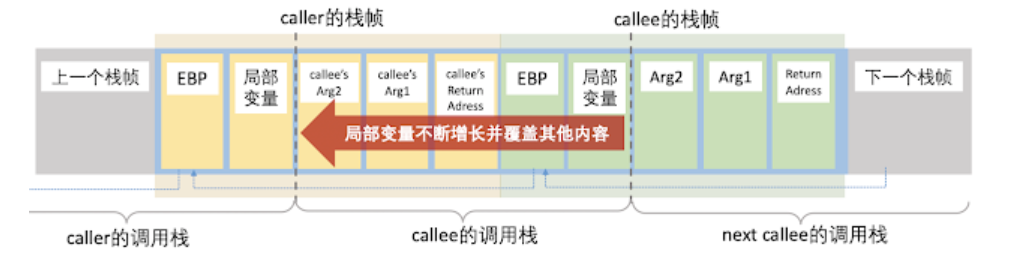 caller的栈帧
callee的栈帧
上一个栈帧
EBP
局部
变量
callee's
Arg2
callee's
Arg1
callee's
Return
Adress
EBP
局部
变量
Arg2
Arg1
Return
Adress
下一个栈帧
局部变量不断增长并覆盖其他内容
caller的调用栈
callee的调用栈
next callee的调用栈